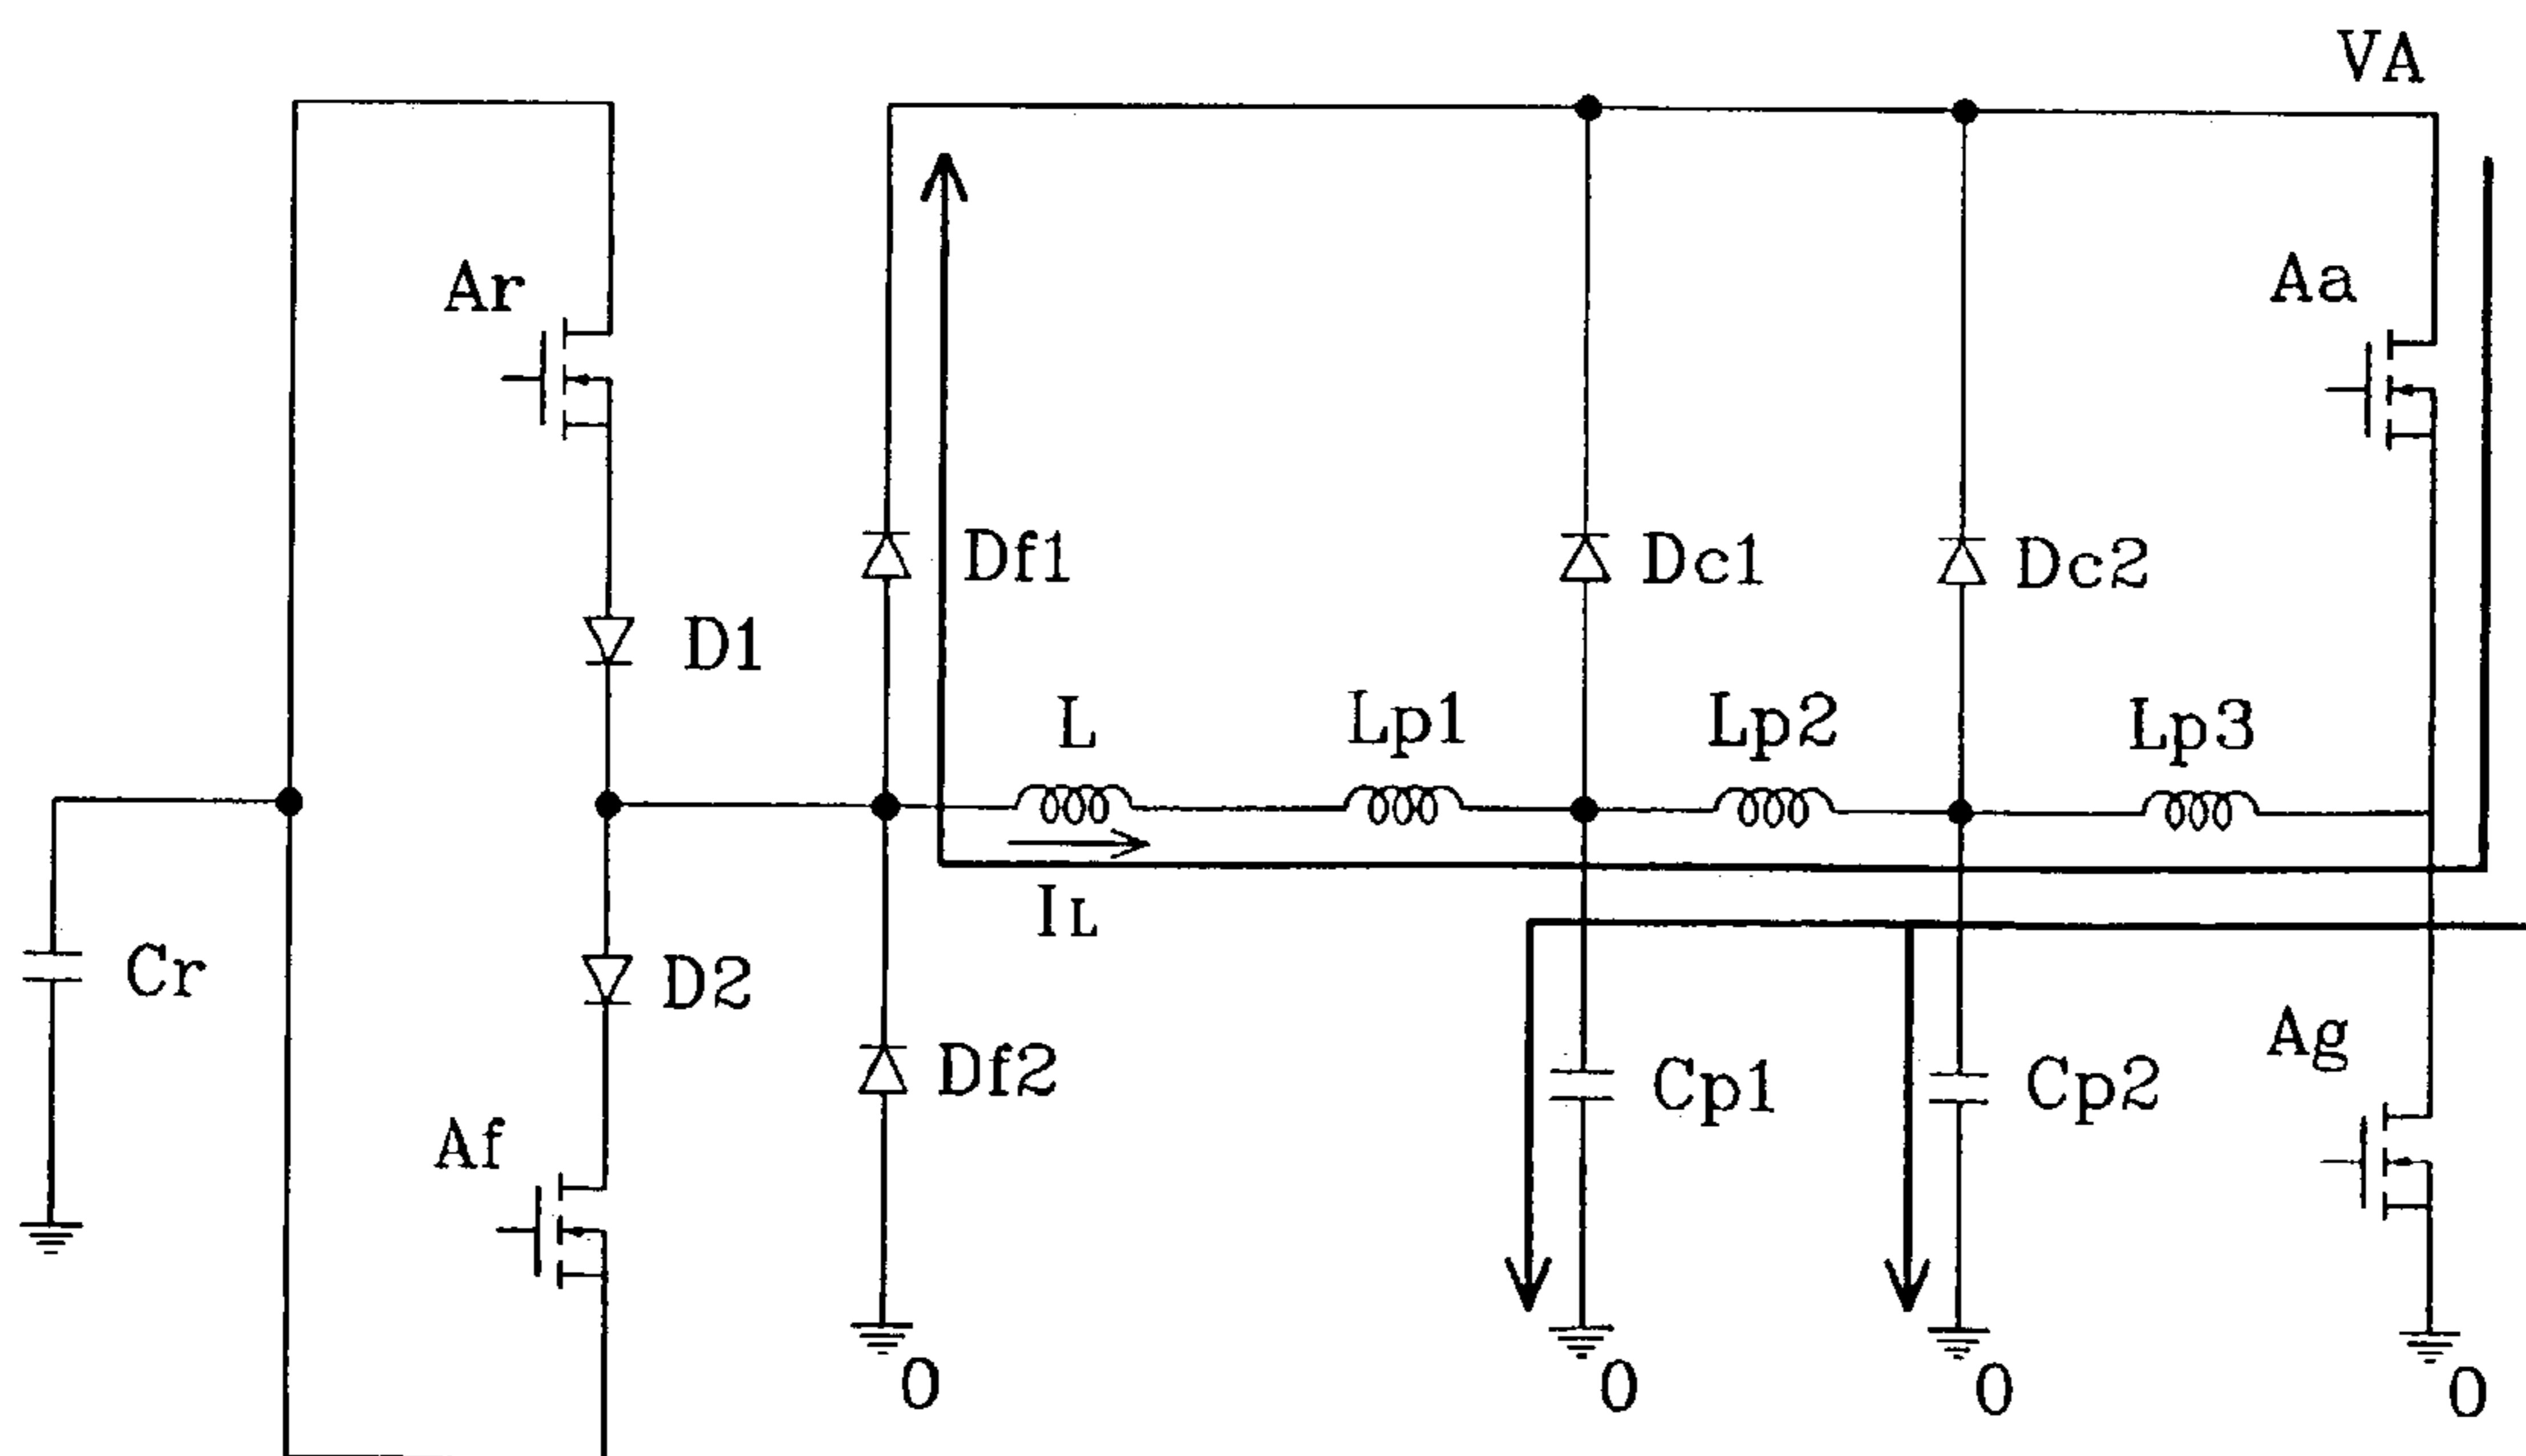 VA
Ar
Aa
Df1
Dc1
Dc2
D1
L
Lp1
Lp2
Lp3
IL
Cr
D2
Df2
Cp1
Cp2
Ag
Af
0
0
0
0